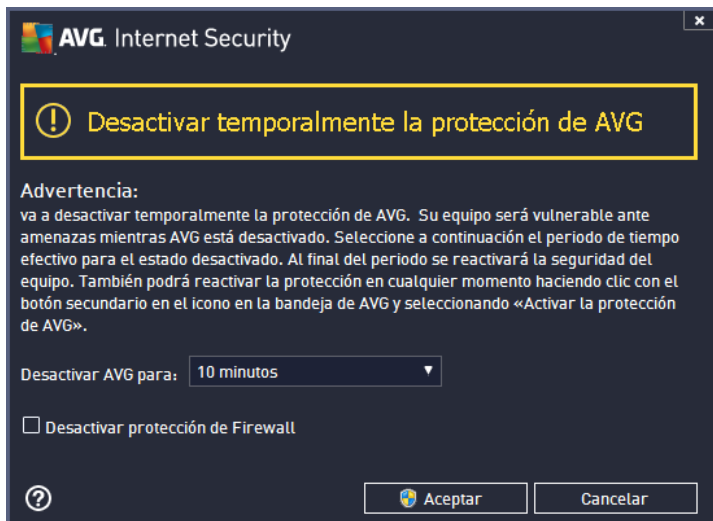 AVG. Internet Security
Desactivar temporalmente la protección de AVG
Advertencia:
va a desactivar temporalmente la protección de AVG. Su equipo será vulnerable ante
amenazas mientras AVG está desactivado. Seleccione a continuación el periodo de tiempo
efectivo para el estado desactivado. Al final del periodo se reactivará la seguridad del
equipo. También podrá reactivar la protección en cualquier momento haciendo clic con el
botón secundario en el icono en la bandeja de AVG y seleccionando «Activar la protección
de AVG».
Desactivar AVG para: 10 minutos
Desactivar protección de Firewall
Aceptar Cancelar